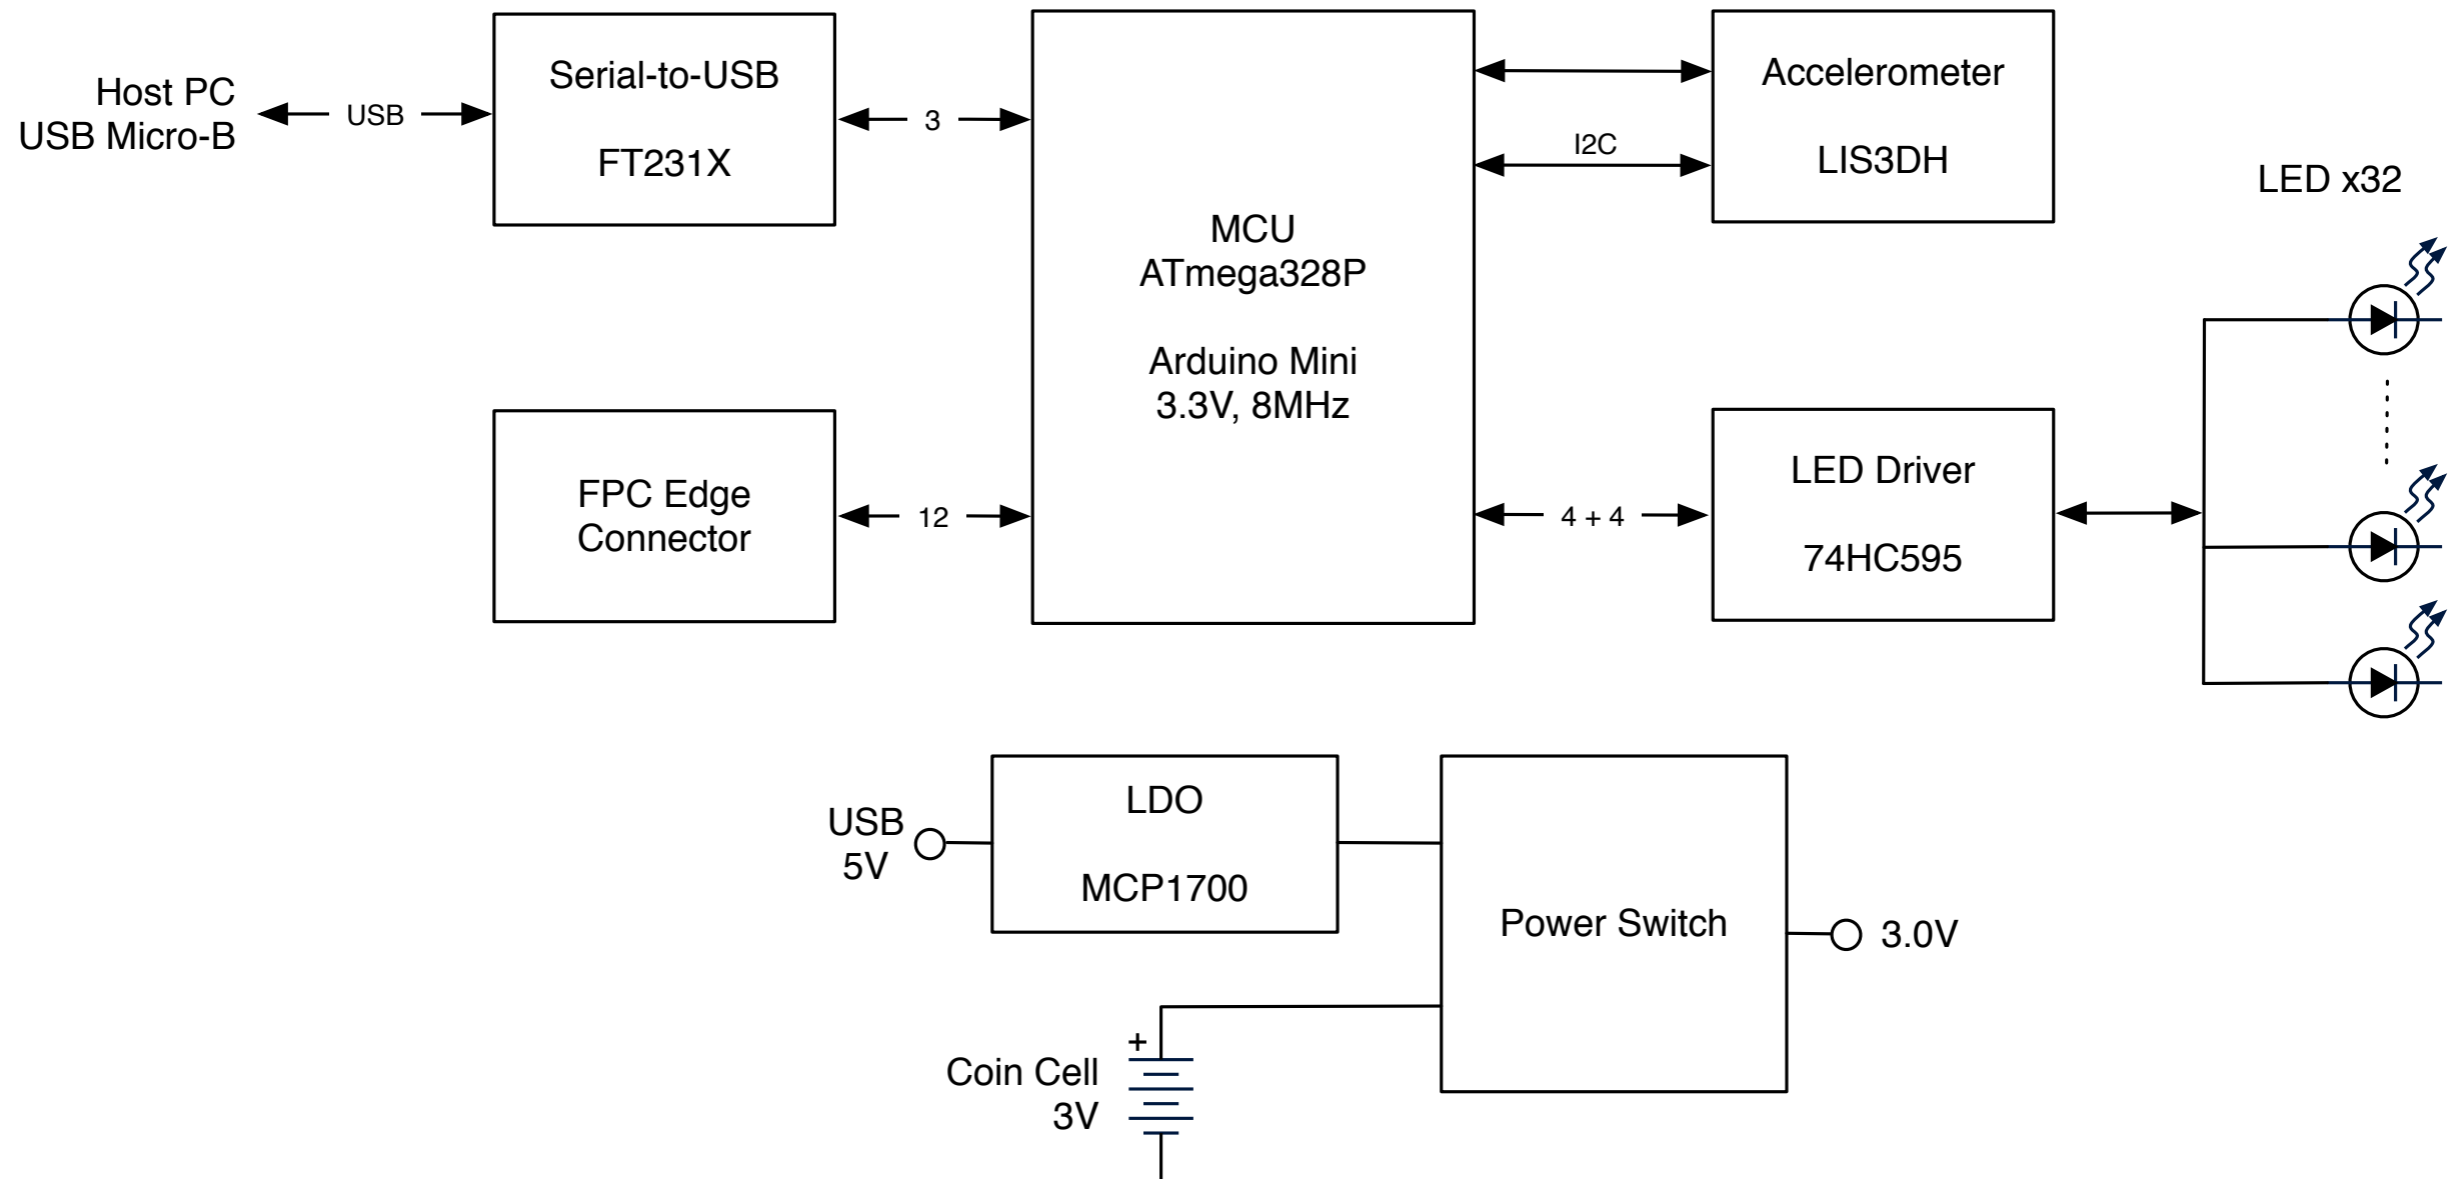 Host PC
USB Micro-B
USB
Serial-to-USB
FT231X
3
MCU
ATmega328P
Arduino Mini
3.3V, 8MHz
I2C
Accelerometer
LIS3DH
LED x32
FPC Edge
Connector
12
4 + 4
LED Driver
74HC595
USB
5V
LDO
MCP1700
Power Switch
3.0V
+
Coin Cell
3V